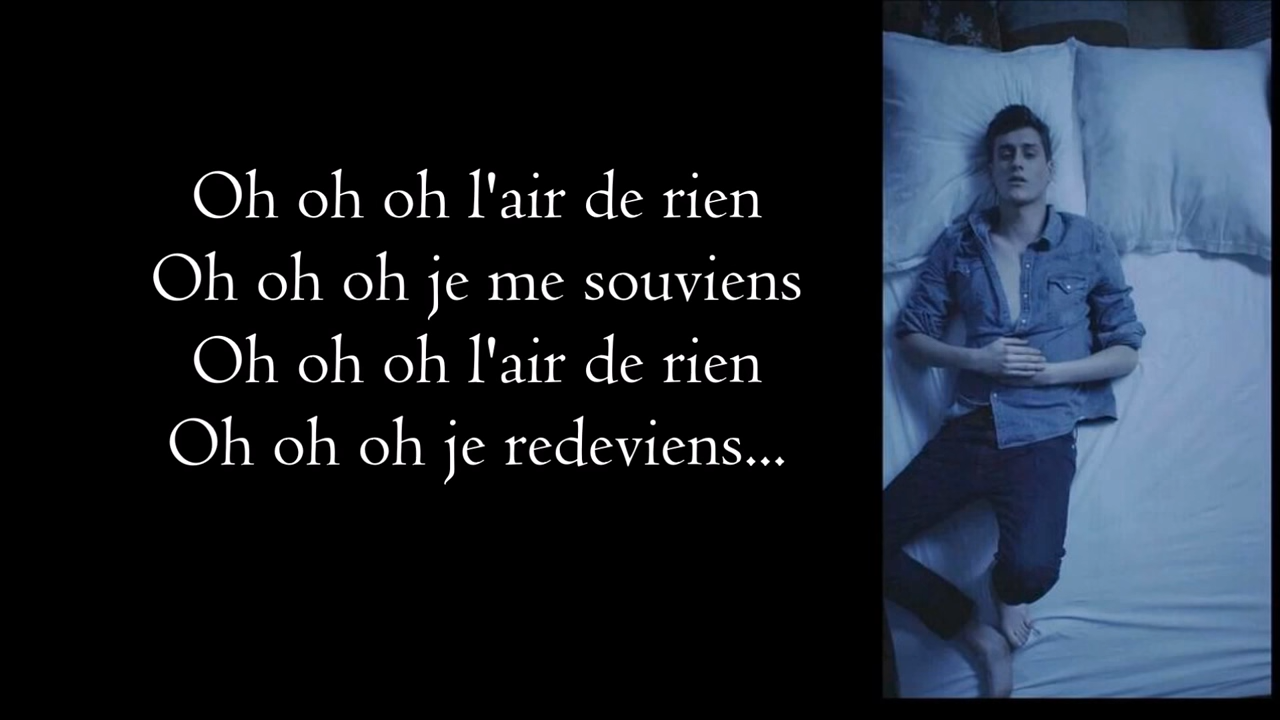 Oh oh oh l'air de rien
Oh oh oh je me souviens
Oh oh oh l'air de rien
Oh oh oh je redeviens...